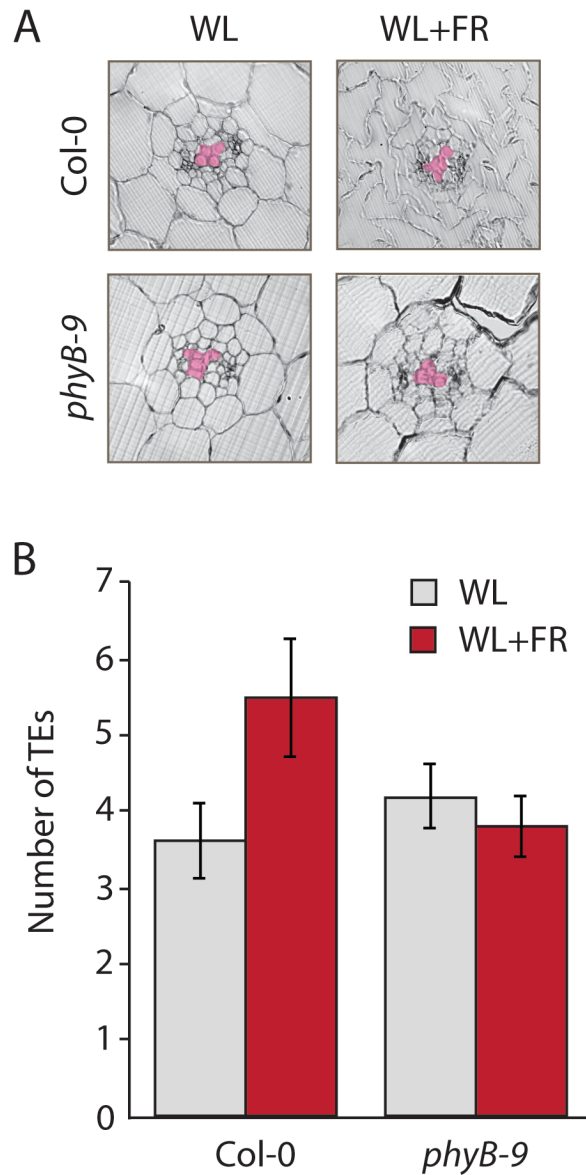 A
WL WL+FR
Col-0
phyB-9
B
7
6
5
4
3
2
1
0
Number of TEs
WL
WL+FR
Col-0 phyB-9